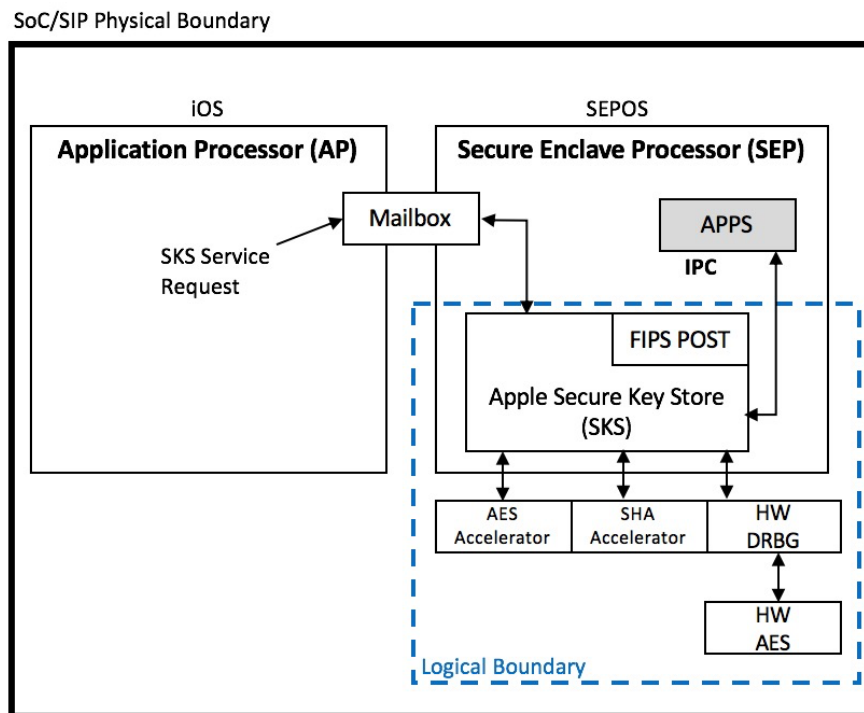 SoC/SIP Physical Boundary
iOS
Application Processor (AP)
SKS Service
Request
Mailbox
SEPOS
Secure Enclave Processor (SEP)
APPS
IPC
FIPS POST
Apple Secure Key Store
(SKS)
AES
Accelerator
SHA
Accelerator
HW
DRBG
HW
AES
Logical Boundary